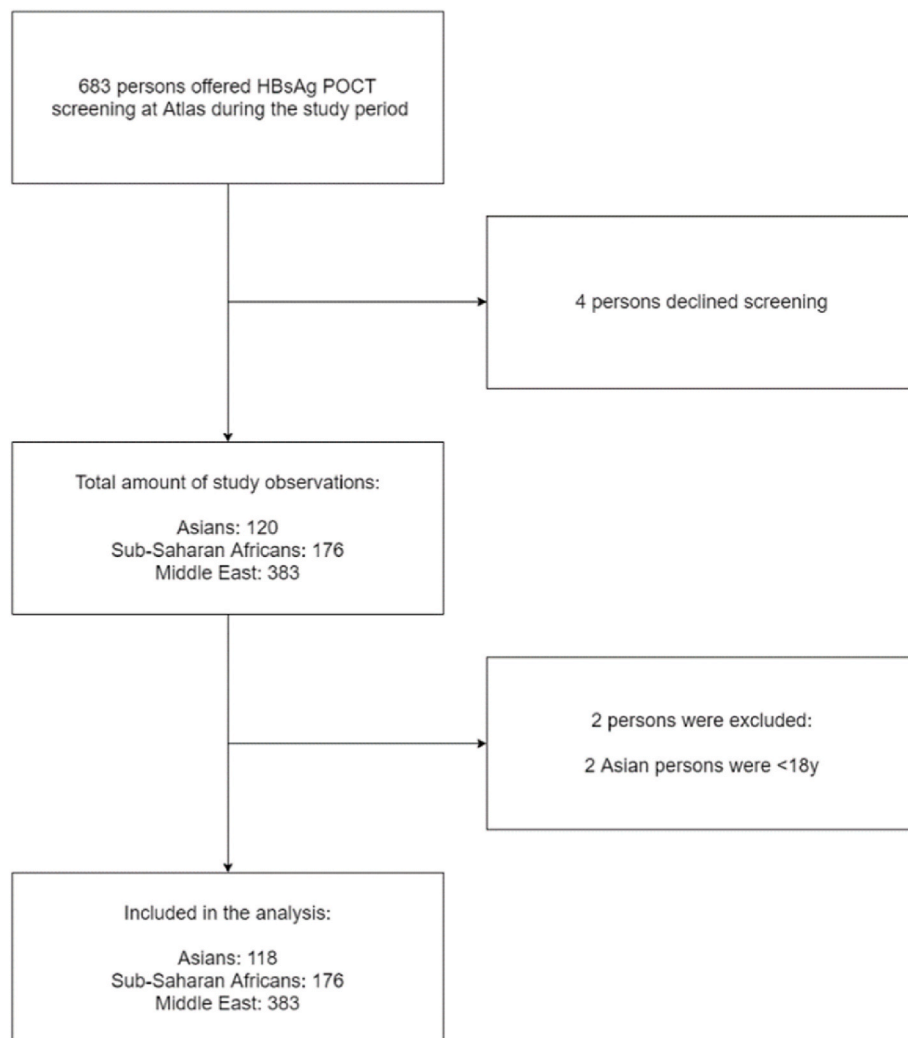 683 persons offered HBsAg POCT
screening at Atlas during the study period
4 persons declined screening
Total amount of study observations:
Asians: 120
Sub-Saharan Africans: 176
Middle East: 383
2 persons were excluded:
2 Asian persons were <18y
Included in the analysis:
Asians: 118
Sub-Saharan Africans: 176
Middle East: 383